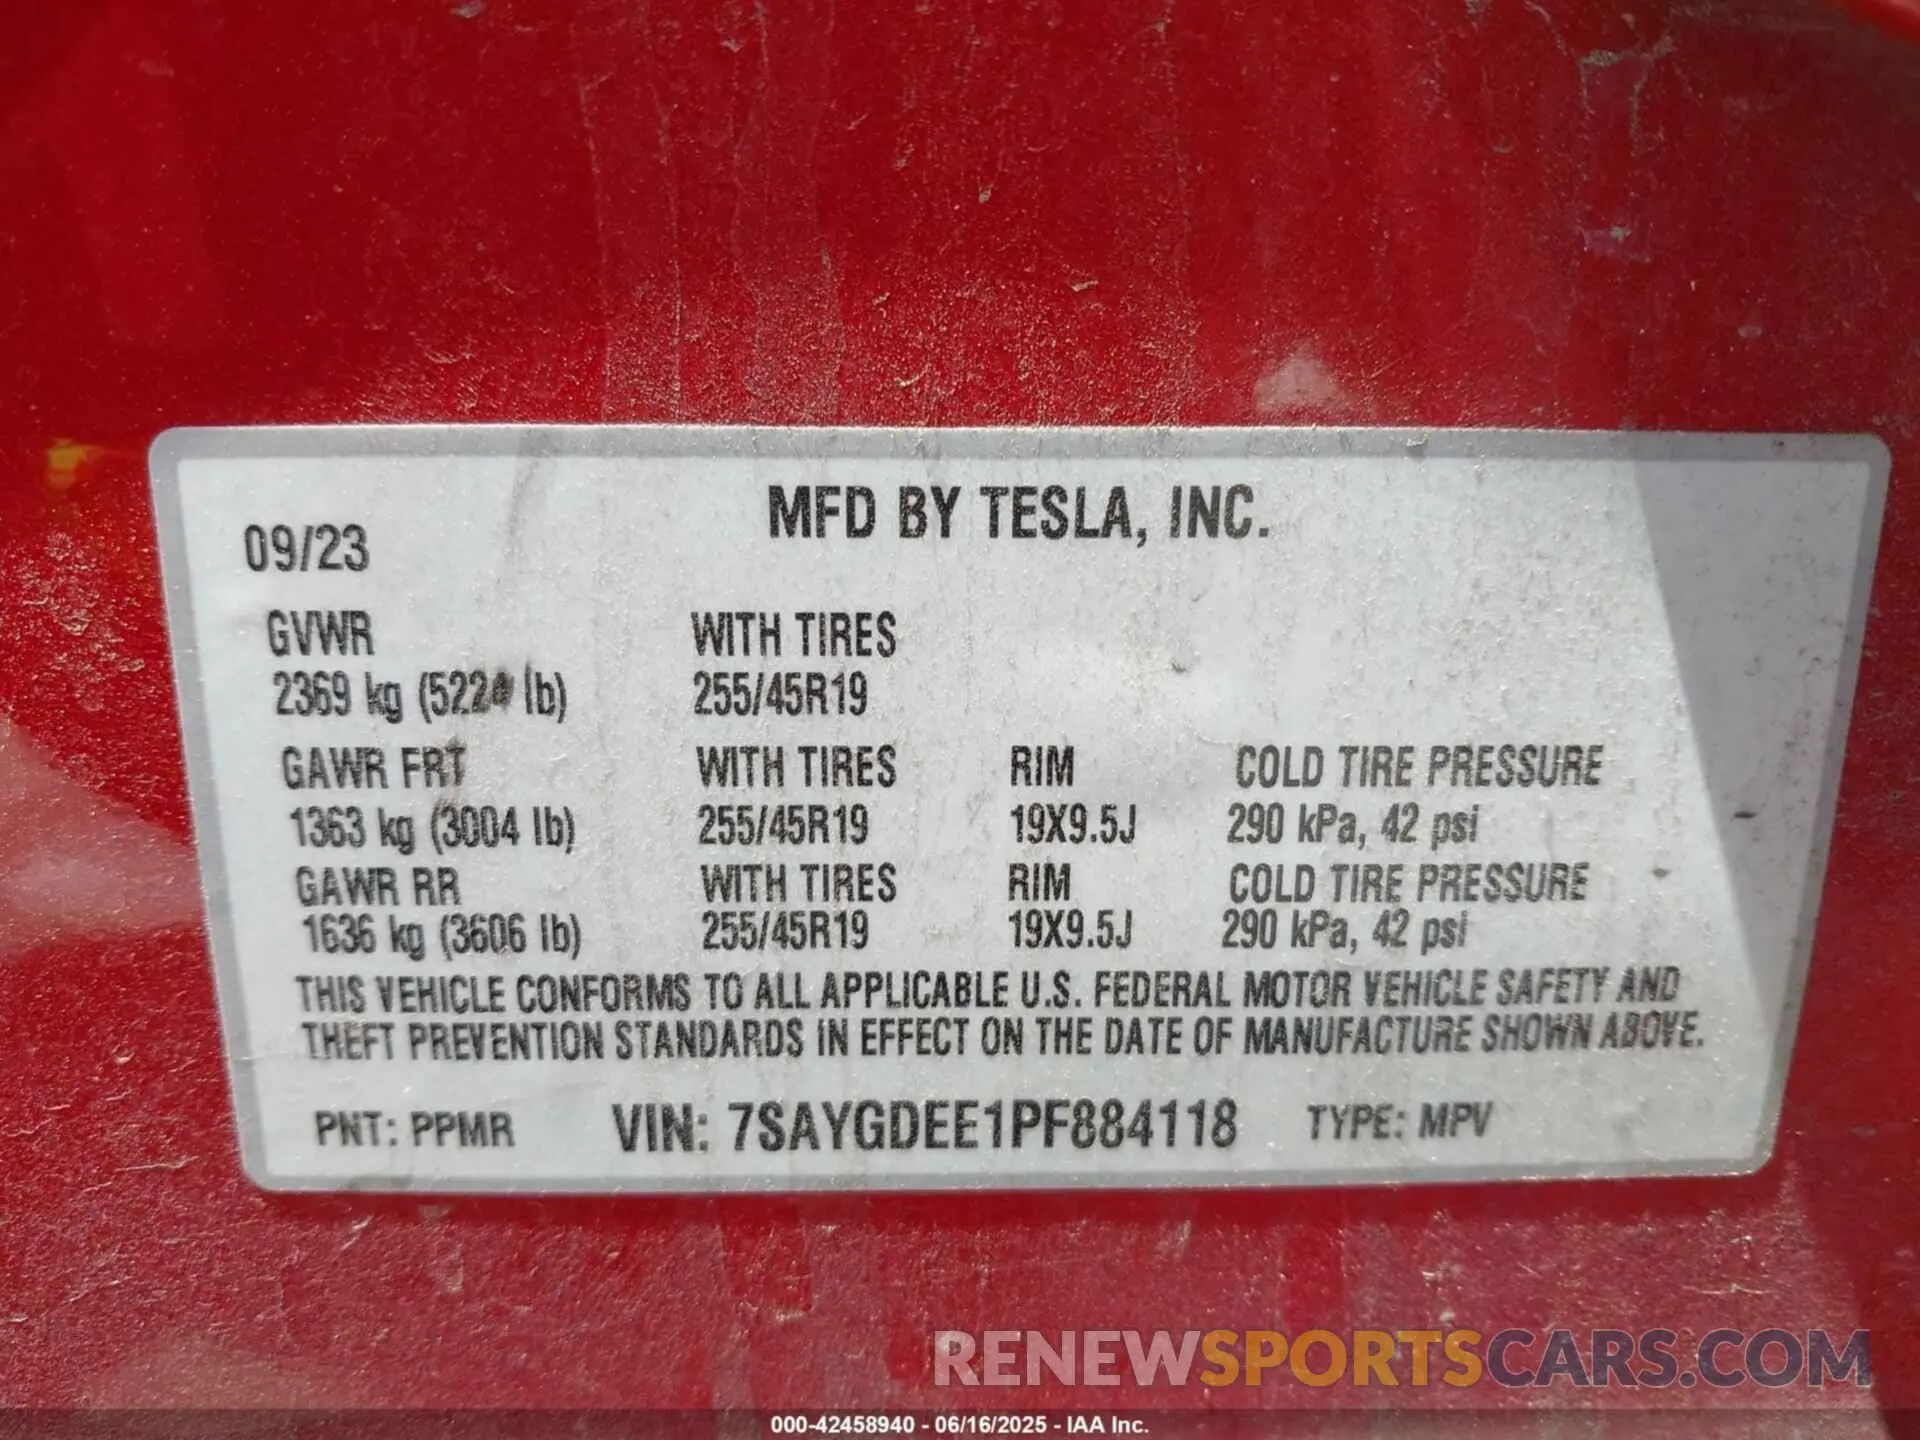 MFD BY TESLA, INC.
09/23
GVWR WITH TIRES
2369 kg (522 lb) 255/45R19
GAWR FRT WITH TIRES RIM COLD TIRE PRESSURE
1363 kg (3004 lb) 255/45R19 19X9.5J 290 kPa, 42 psi
GAWR RR WITH TIRES RIM COLD TIRE PRESSURE
1636 kg (3606 lb) 255/45R19 19X9.5J 290 kPa, 42 psi
THIS VEHICLE CONFORMS TO ALL APPLICABLE U.S. FEDERAL MOTOR VEHICLE SAFETY AND
THEFT PREVENTION STANDARDS IN EFFECT ON THE DATE OF MANUFACTURE SHOWN ABOVE.
PNT: PPMR VIN: 7SAYGDEE1PF884118 TYPE: MPV
RENEWSPORTSCARS.COM
000-42458940 - 06/16/2025 - IAA Inc.